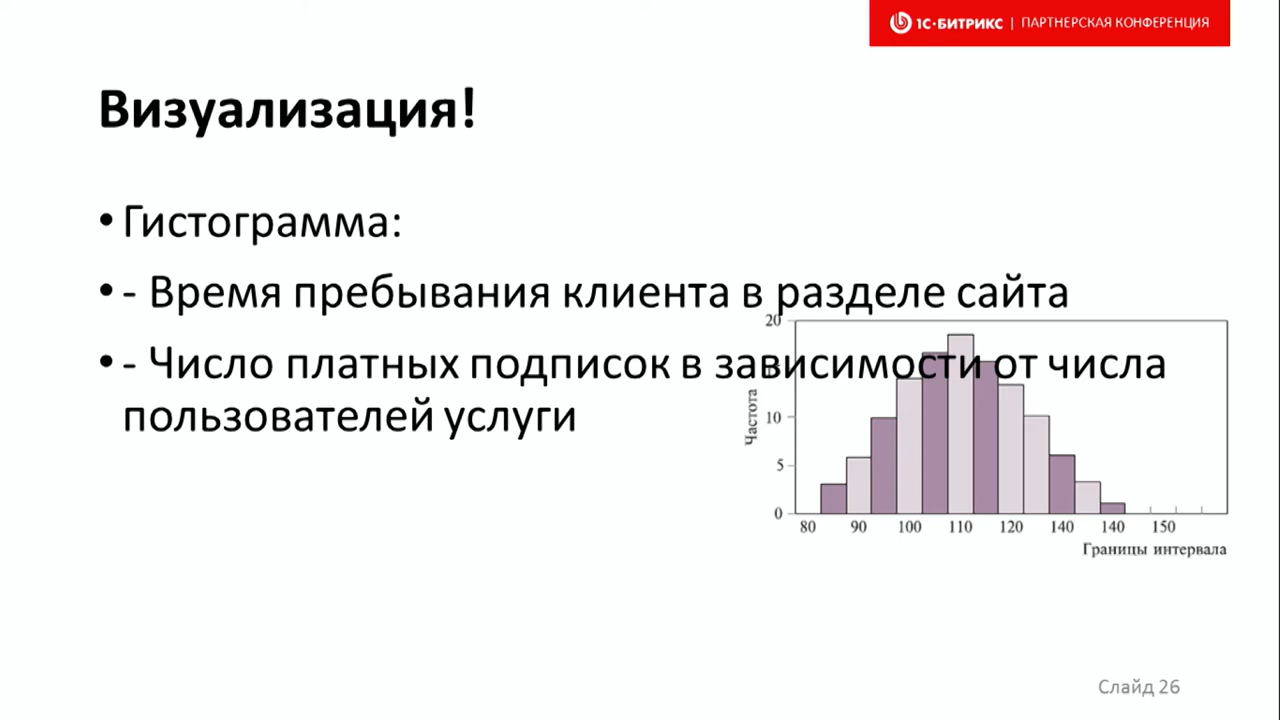 1С-БИТРИКС | ПАРТНЕРСКАЯ КОНФЕРЕНЦИЯ
Визуализация!
• Гистограмма:
• - Время пребывания клиента в разделе сайта
• - Число платных подписок в зависимости от числа
пользователей услуги
Частота
20
10
5
0
80 90 100 110 120 140 140 150
Границы интервала
Слайд 26